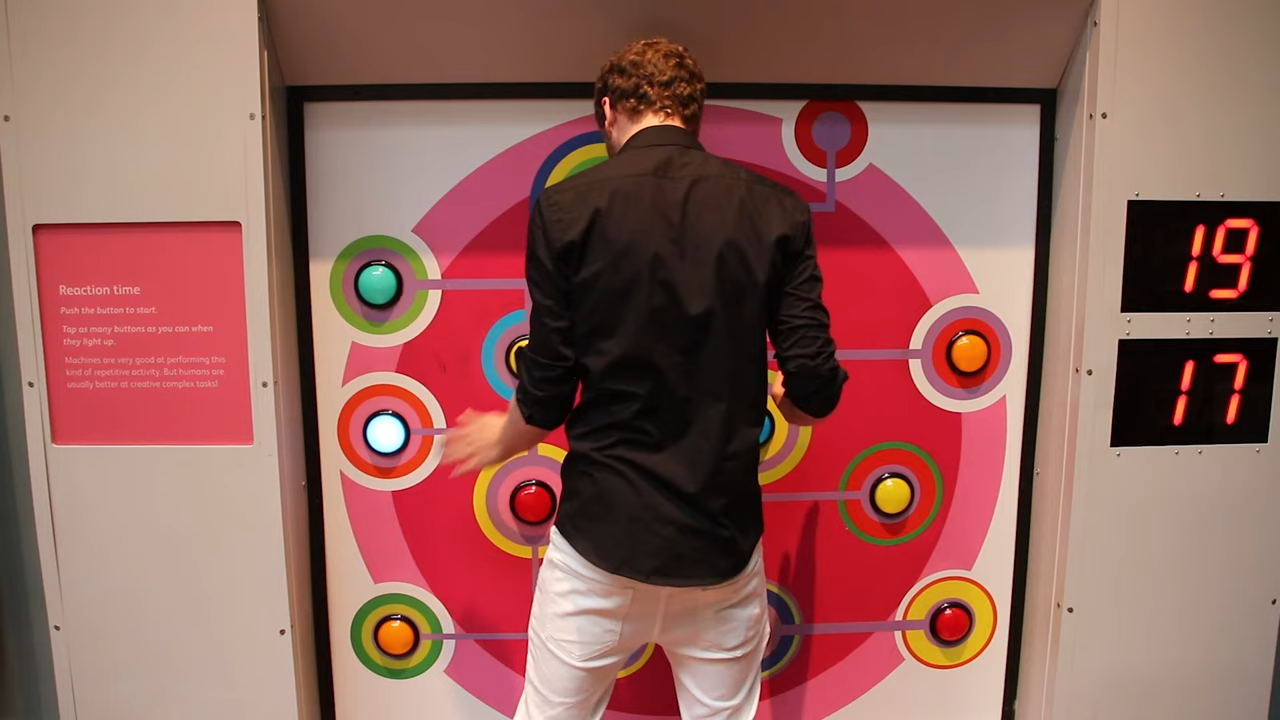 Reaction time
Push the button to start.
Tap as many buttons as you can when
they light up.
Machines are very good at performing this
kind of repetitive activity. But humans are
usually better at creative complex tasks!
19
17